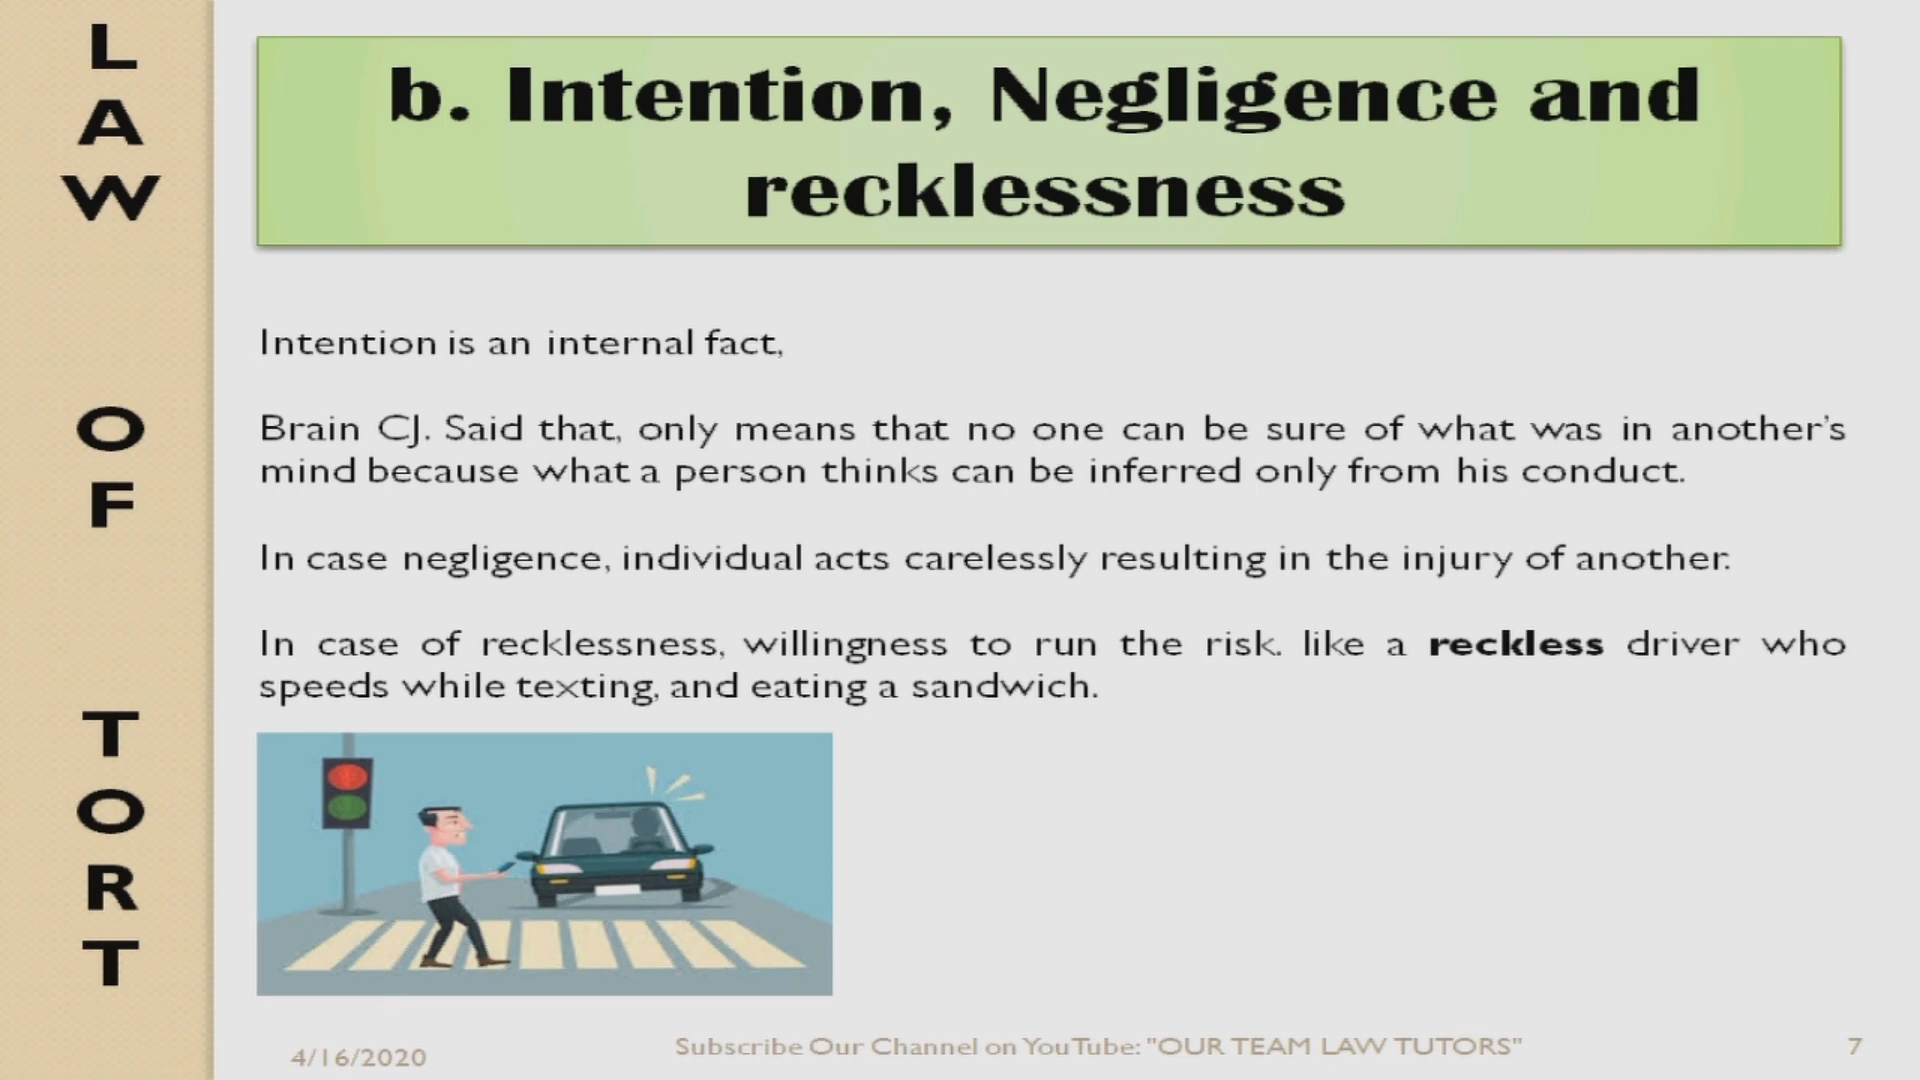 L
A
W
O
F
T
O
R
T
b. Intention, Negligence and
recklessness
Intention is an internal fact,
Brain CJ. Said that, only means that no one can be sure of what was in another's
mind because what a person thinks can be inferred only from his conduct.
In case negligence, individual acts carelessly resulting in the injury of another.
In case of recklessness, willingness to run the risk. like a reckless driver who
speeds while texting, and eating a sandwich.
4/16/2020
Subscribe Our Channel on YouTube: "OUR TEAM LAW TUTORS"
7